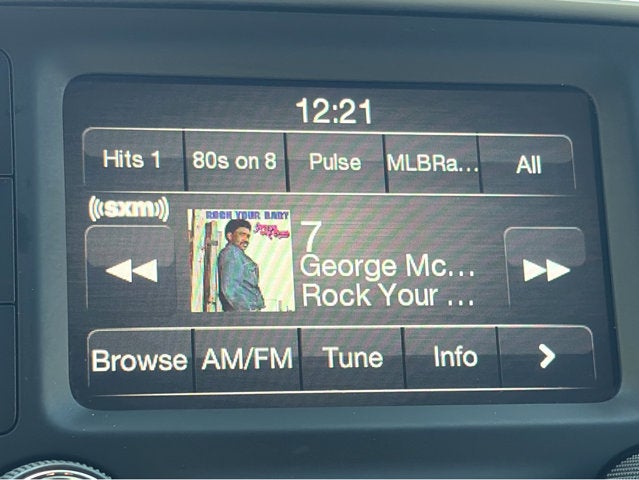 12:21
Hits 1 80s on 8 Pulse MLBRa... All
((sxm))
ROCK YOUR BABY
7
George Mc...
Rock Your ...
Browse AM/FM Tune Info >